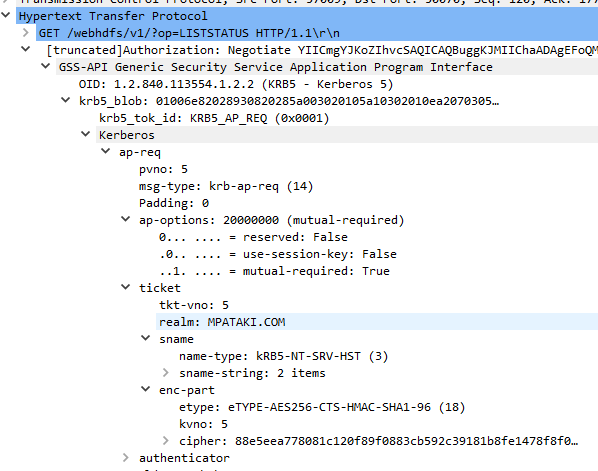 Hypertext Transfer Protocol
GET /webhdfs/v1/?op=LISTSTATUS HTTP/1.1\r\n
[truncated]Authorization: Negotiate YIICmgYJKoZIhvcSAQICAQBuggKJMIIChaADAgEFoQM
GSS-API Generic Security Service Application Program Interface
OID: 1.2.840.113554.1.2.2 (KRB5 - Kerberos 5)
krb5_blob: 01006e82028930820285a003020105a10302010ea2070305…
krb5_tok_id: KRB5_AP_REQ (0x0001)
Kerberos
ap-req
pvno: 5
msg-type: krb-ap-req (14)
Padding: 0
ap-options: 20000000 (mutual-required)
0... .... = reserved: False
.0.. .... = use-session-key: False
..1. .... = mutual-required: True
ticket
tkt-vno: 5
realm: MPATAKI.COM
sname
name-type: kRB5-NT-SRV-HST (3)
sname-string: 2 items
enc-part
etype: eTYPE-AES256-CTS-HMAC-SHA1-96 (18)
kvno: 5
cipher: 88e5eea778081c120f89f0883cb592c39181b8fe1478f8f0…
authenticator